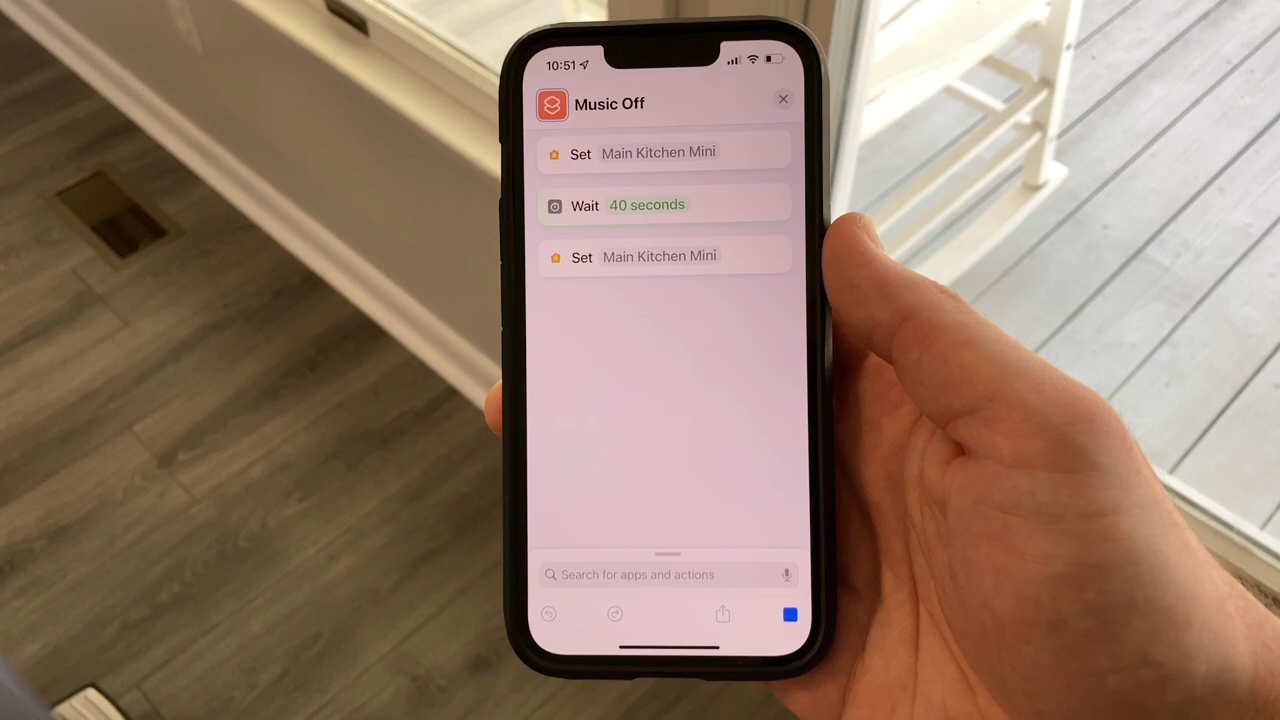 10:51
Music Off
Set Main Kitchen Mini
Wait 40 seconds
Set Main Kitchen Mini
Search for apps and actions